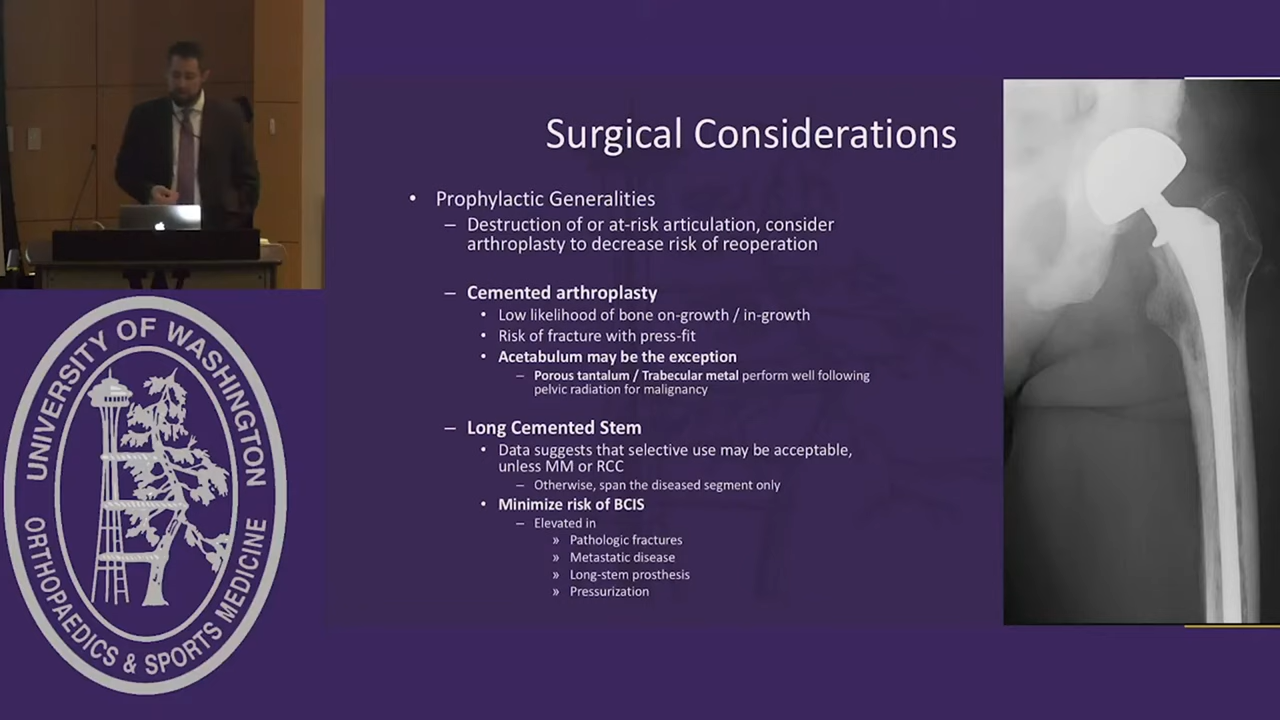 Surgical Considerations
• Prophylactic Generalities
– Destruction of or at-risk articulation, consider
arthroplasty to decrease risk of reoperation
– Cemented arthroplasty
• Low likelihood of bone on-growth / in-growth
• Risk of fracture with press-fit
• Acetabulum may be the exception
– Porous tantalum / Trabecular metal perform well following
pelvic radiation for malignancy
– Long Cemented Stem
• Data suggests that selective use may be acceptable,
unless MM or RCC
– Otherwise, span the diseased segment only
• Minimize risk of BCIS
– Elevated in
» Pathologic fractures
» Metastatic disease
» Long-stem prosthesis
» Pressurization
UNIVERSITY OF WASHINGTON
ORTHOPAEDICS & SPORTS MEDICINE